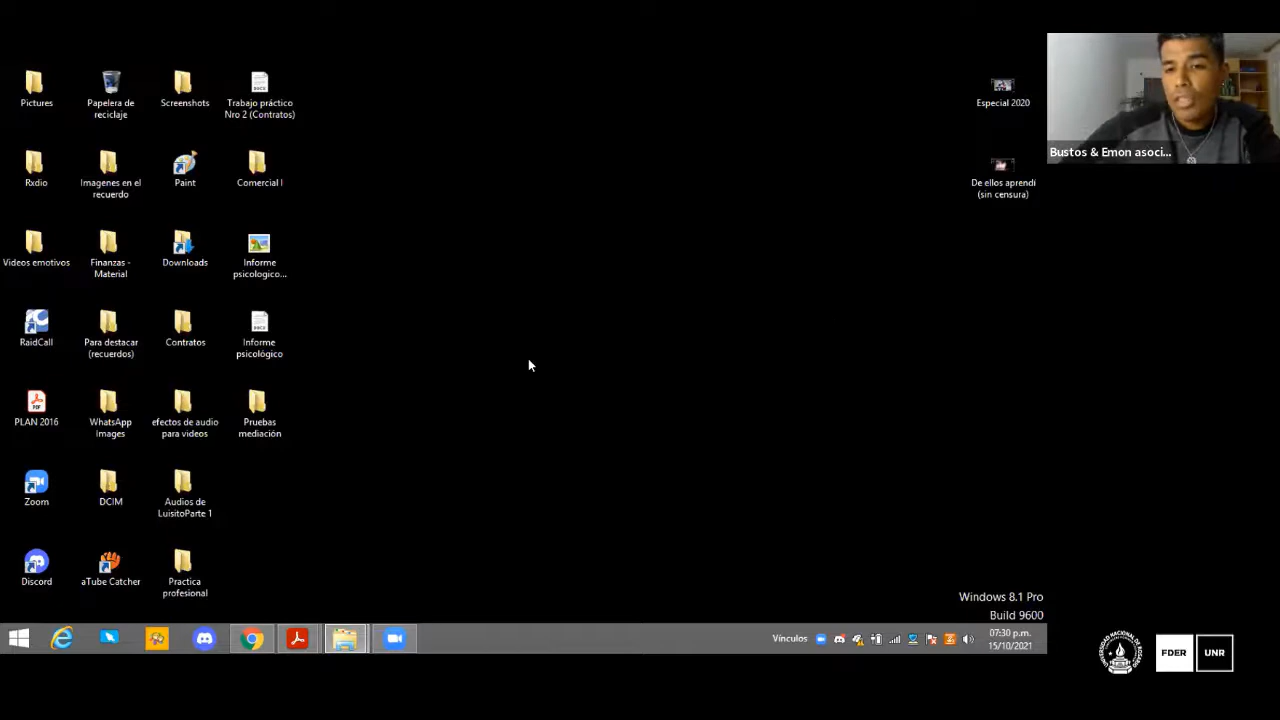 Pictures
Papelera de
reciclaje
Screenshots
DOCX
Trabajo práctico
Nro 2 (Contratos)
Especial 2020
Bustos & Emon asoci...
Rxdio
Imagenes en el
recuerdo
Paint
Comercial I
De ellos aprendí
(sin censura)
Videos emotivos
Finanzas -
Material
Downloads
Informe
psicologico...
RaidCall
Para destacar
(recuerdos)
Contratos
DOCX
Informe
psicológico
PDF
PLAN 2016
WhatsApp
Images
efectos de audio
para videos
Pruebas
mediación
Zoom
DCIM
Audios de
LuisitoParte 1
Discord
aTube Catcher
Practica
profesional
Windows 8.1 Pro
Build 9600
Vínculos
07:30 p.m.
15/10/2021
FDER
UNR